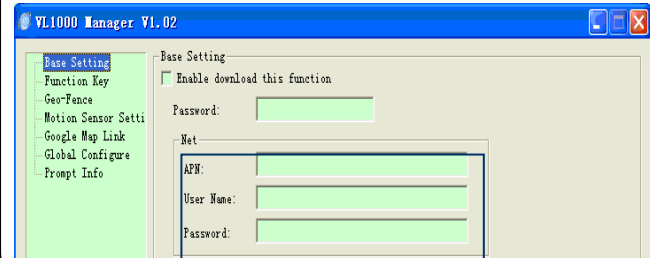 VL1000 Manager V1.02
Base Setting
Function Key
Geo-Fence
Motion Sensor Setti
Google Map Link
Global Configure
Prompt Info
Base Setting
Enable download this function
Password:
Net
APN:
User Name:
Password: